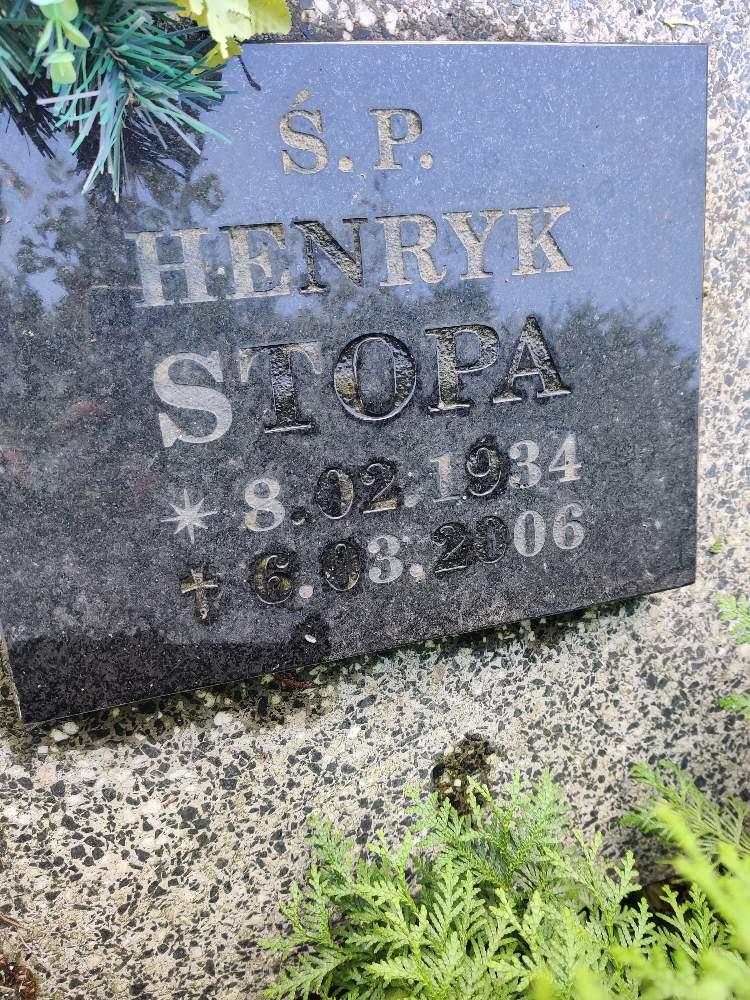 Ś.P.
HENRYK
STOPA
* 8.02.1934
✝ 6.03.2006